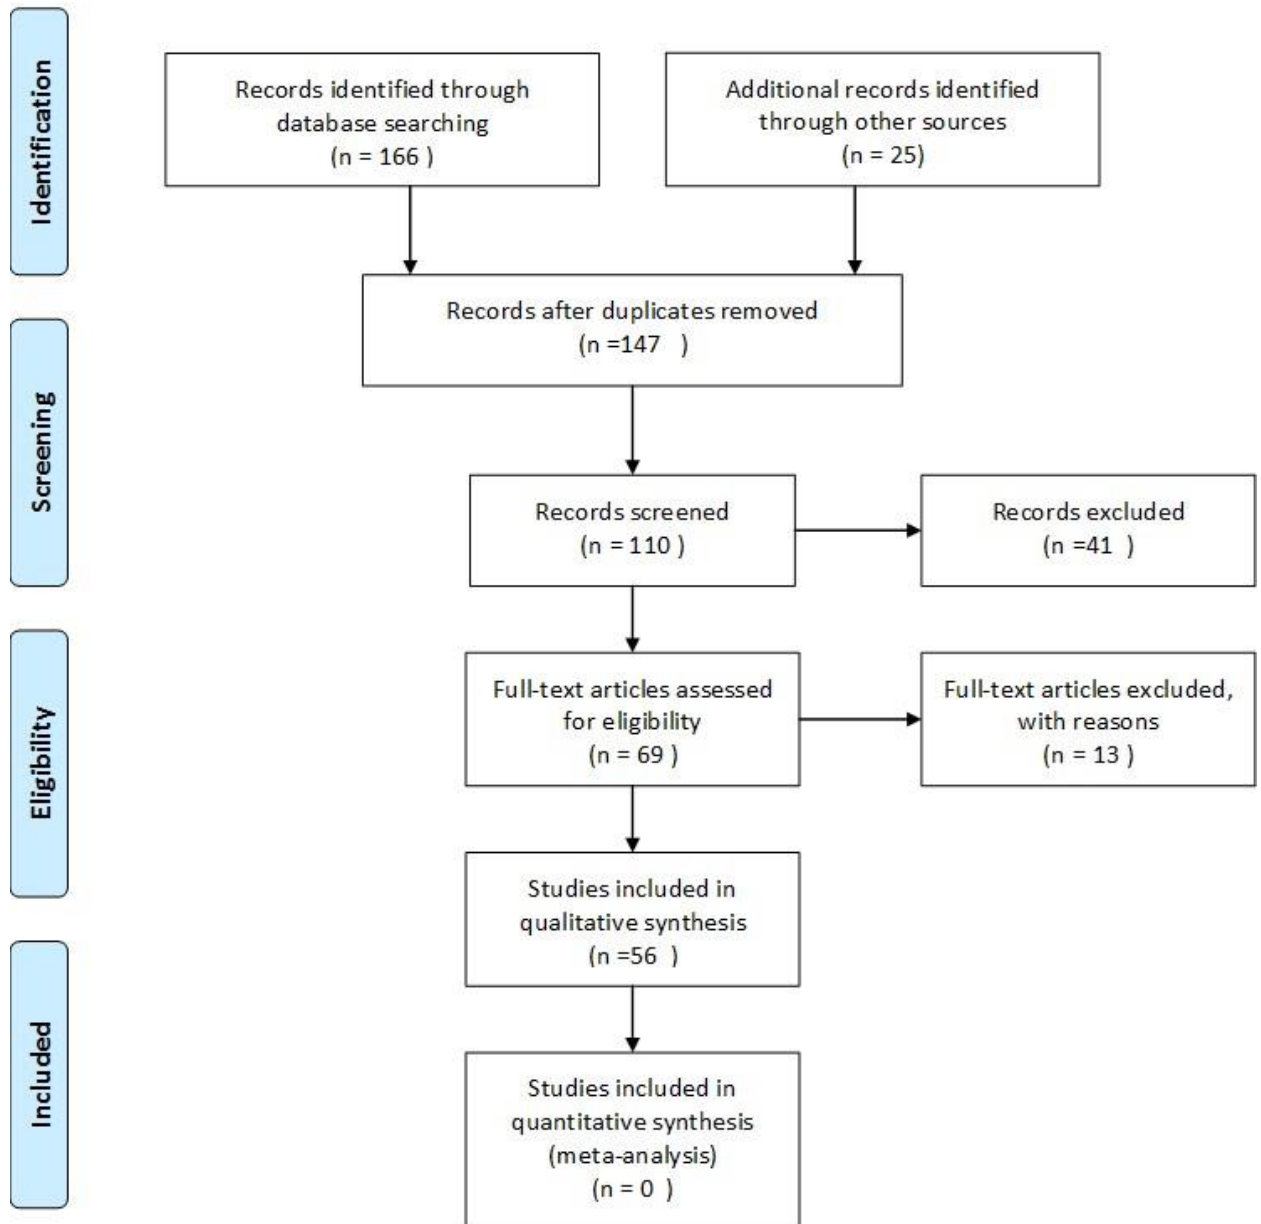 Identification
Records identified through
database searching
(n = 166 )
Additional records identified
through other sources
(n = 25)
Records after duplicates removed
(n =147 )
Screening
Records screened
(n = 110 )
Records excluded
(n =41 )
Eligibility
Full-text articles assessed
for eligibility
(n = 69 )
Full-text articles excluded,
with reasons
(n = 13 )
Studies included in
qualitative synthesis
(n =56 )
Included
Studies included in
quantitative synthesis
(meta-analysis)
(n = 0 )